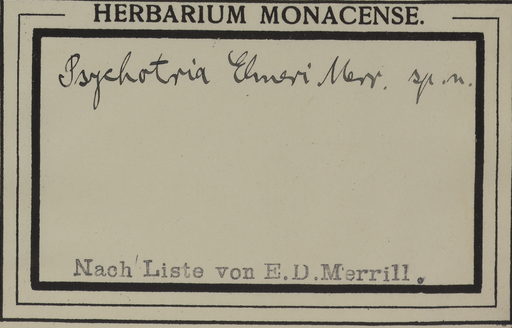 HERBARIUM MONACENSE.
Psychotria Elmeri Merr. sp. n.
Nach Liste von E.D.Merrill.